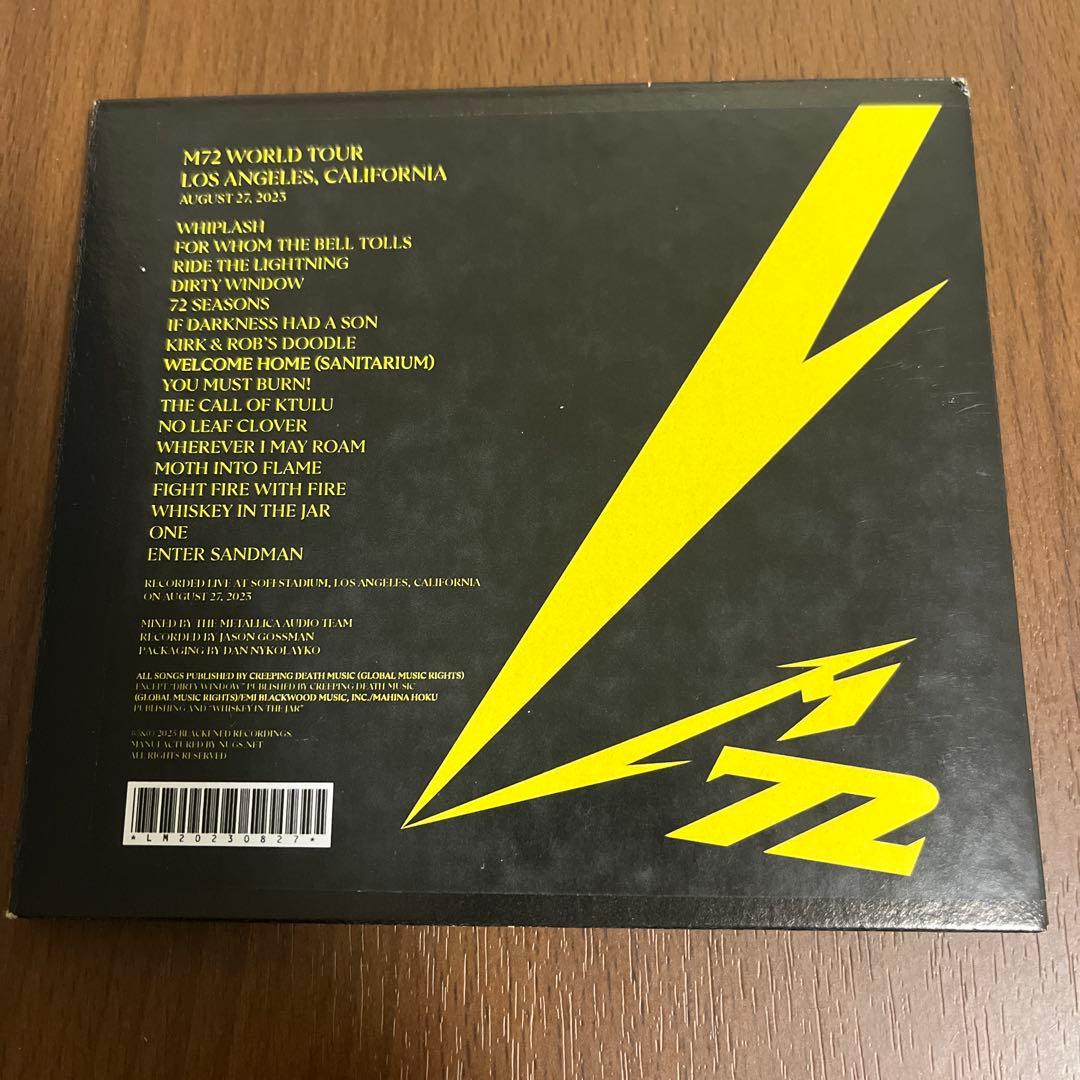 M72 WORLD TOUR
LOS ANGELES, CALIFORNIA
AUGUST 27, 2023
WHIPLASH
FOR WHOM THE BELL TOLLS
RIDE THE LIGHTNING
DIRTY WINDOW
72 SEASONS
IF DARKNESS HAD A SON
KIRK & ROB'S DOODLE
WELCOME HOME (SANITARIUM)
YOU MUST BURN!
THE CALL OF KTULU
NO LEAF CLOVER
WHEREVER I MAY ROAM
MOTH INTO FLAME
FIGHT FIRE WITH FIRE
WHISKEY IN THE JAR
ONE
ENTER SANDMAN
RECORDED LIVE AT SOFI STADIUM, LOS ANGELES, CALIFORNIA
ON AUGUST 27, 2023
MIXED BY THE METALLICA AUDIO TEAM
RECORDED BY JASON GOSSMAN
PACKAGING BY DAN NYKOLAYKO
ALL SONGS PUBLISHED BY CREEPING DEATH MUSIC (GLOBAL MUSIC RIGHTS)
EXCEPT "DIRTY WINDOW" PUBLISHED BY CREEPING DEATH MUSIC
(GLOBAL MUSIC RIGHTS)/EMI BLACKWOOD MUSIC, INC./MAHINA HOKU
PUBLISHING AND "WHISKEY IN THE JAR"
2023 BLACKENED RECORDINGS.
MANUFACTURED BY NUGS.NET
ALL RIGHTS RESERVED
*LM20230827*
M
72